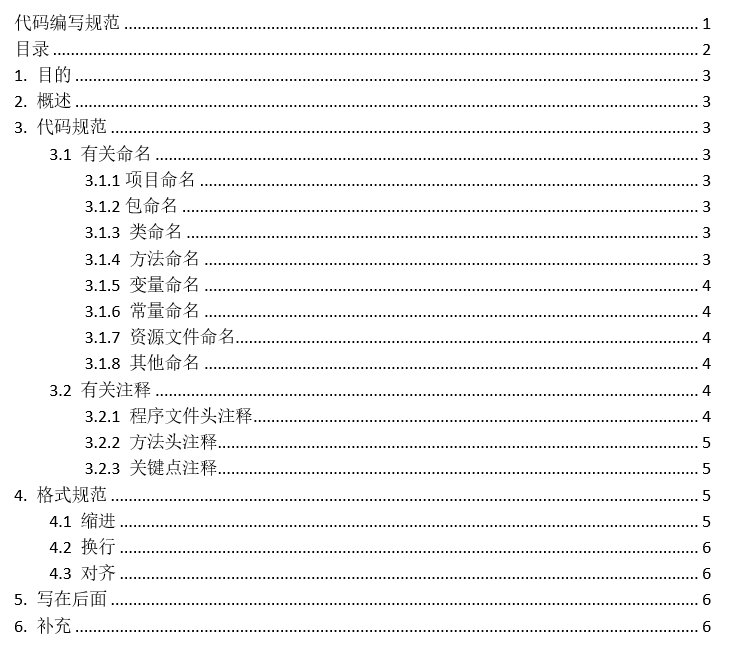 代码编写规范 ........ 1
目录 ........ 2
1. 目的 ........ 3
2. 概述 ........ 3
3. 代码规范 ........ 3
3.1 有关命名 ........ 3
3.1.1 项目命名 ........ 3
3.1.2 包命名 ........ 3
3.1.3 类命名 ........ 3
3.1.4 方法命名 ........ 3
3.1.5 变量命名 ........ 4
3.1.6 常量命名 ........ 4
3.1.7 资源文件命名........ 4
3.1.8 其他命名 ........ 4
3.2 有关注释 ........ 4
3.2.1 程序文件头注释........ 4
3.2.2 方法头注释........ 5
3.2.3 关键点注释........ 5
4. 格式规范 ........ 5
4.1 缩进 ........ 5
4.2 换行 ........ 6
4.3 对齐 ........ 6
5. 写在后面 ........ 6
6. 补充 ........ 6